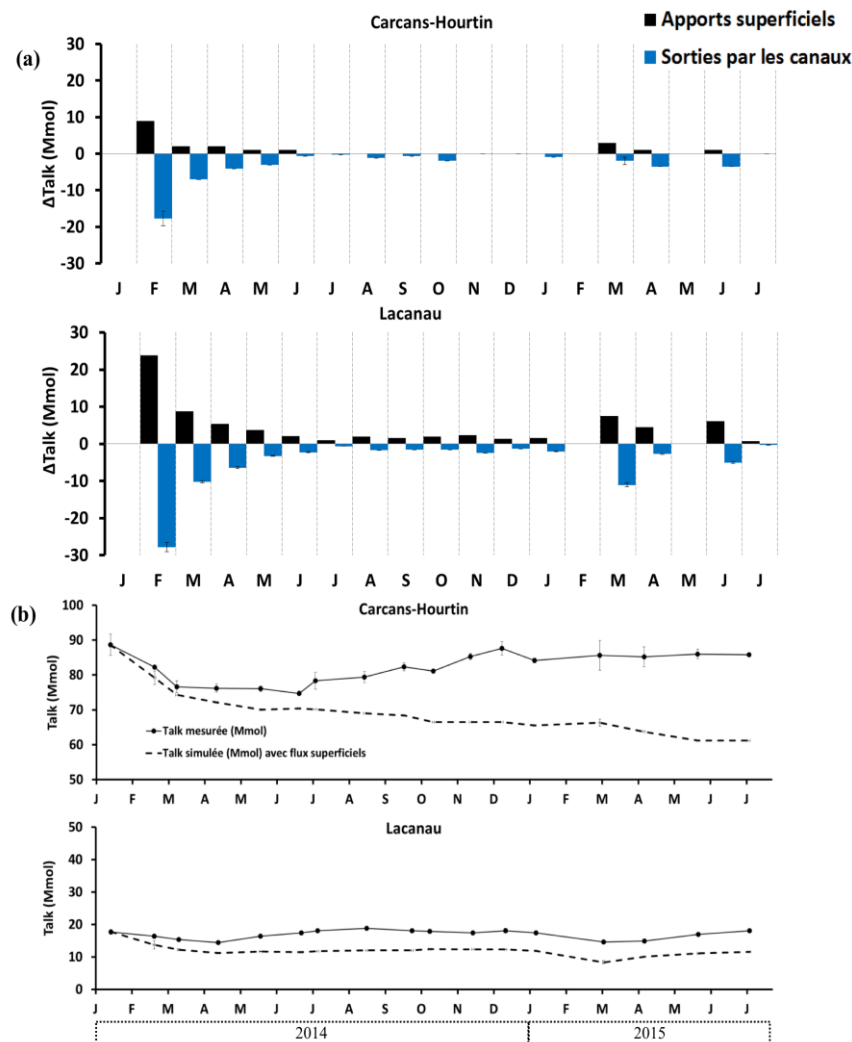 Carcans-Hourtin
Apports superficiels
Sorties par les canaux
(a)
ΔTalk (Mmol)
30
20
10
0
-10
-20
-30
J F M A M J J A S O N D J F M A M J J
Lacanau
ΔTalk (Mmol)
30
20
10
0
-10
-20
-30
J F M A M J J A S O N D J F M A M J J
(b)
Carcans-Hourtin
Talk (Mmol)
100
90
80
70
60
50
Talk mesurée (Mmol)
Talk simulée (Mmol) avec flux superficiels
J F M A M J J A S O N D J F M A M J J
Lacanau
Talk (Mmol)
50
40
30
20
10
0
J F M A M J J A S O N D J F M A M J J
2014 2015